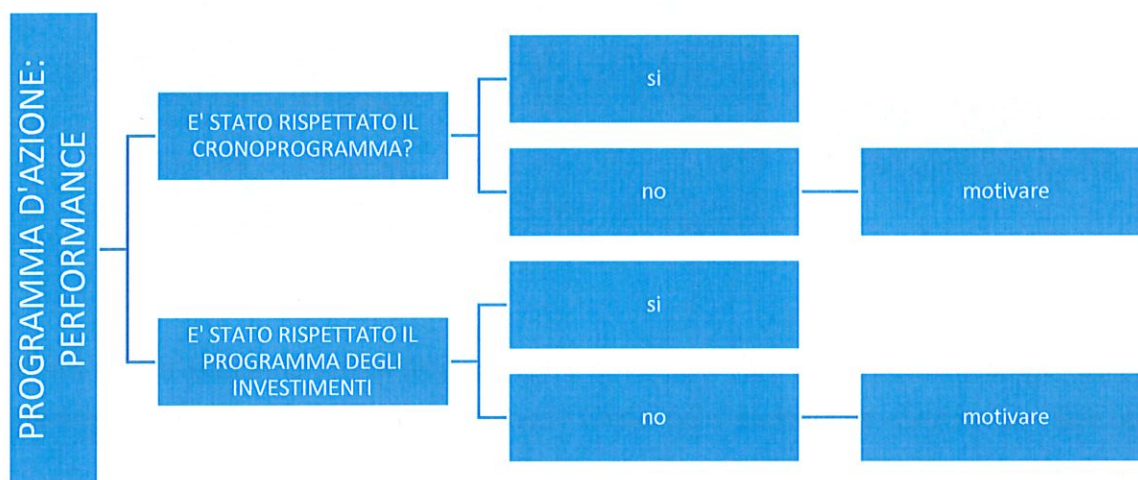 PROGRAMMA D'AZIONE:
PERFORMANCE
E' STATO RISPETTATO IL
CRONOPROGRAMMA?
si
no
motivare
E' STATO RISPETTATO IL
PROGRAMMA DEGLI
INVESTIMENTI
si
no
motivare